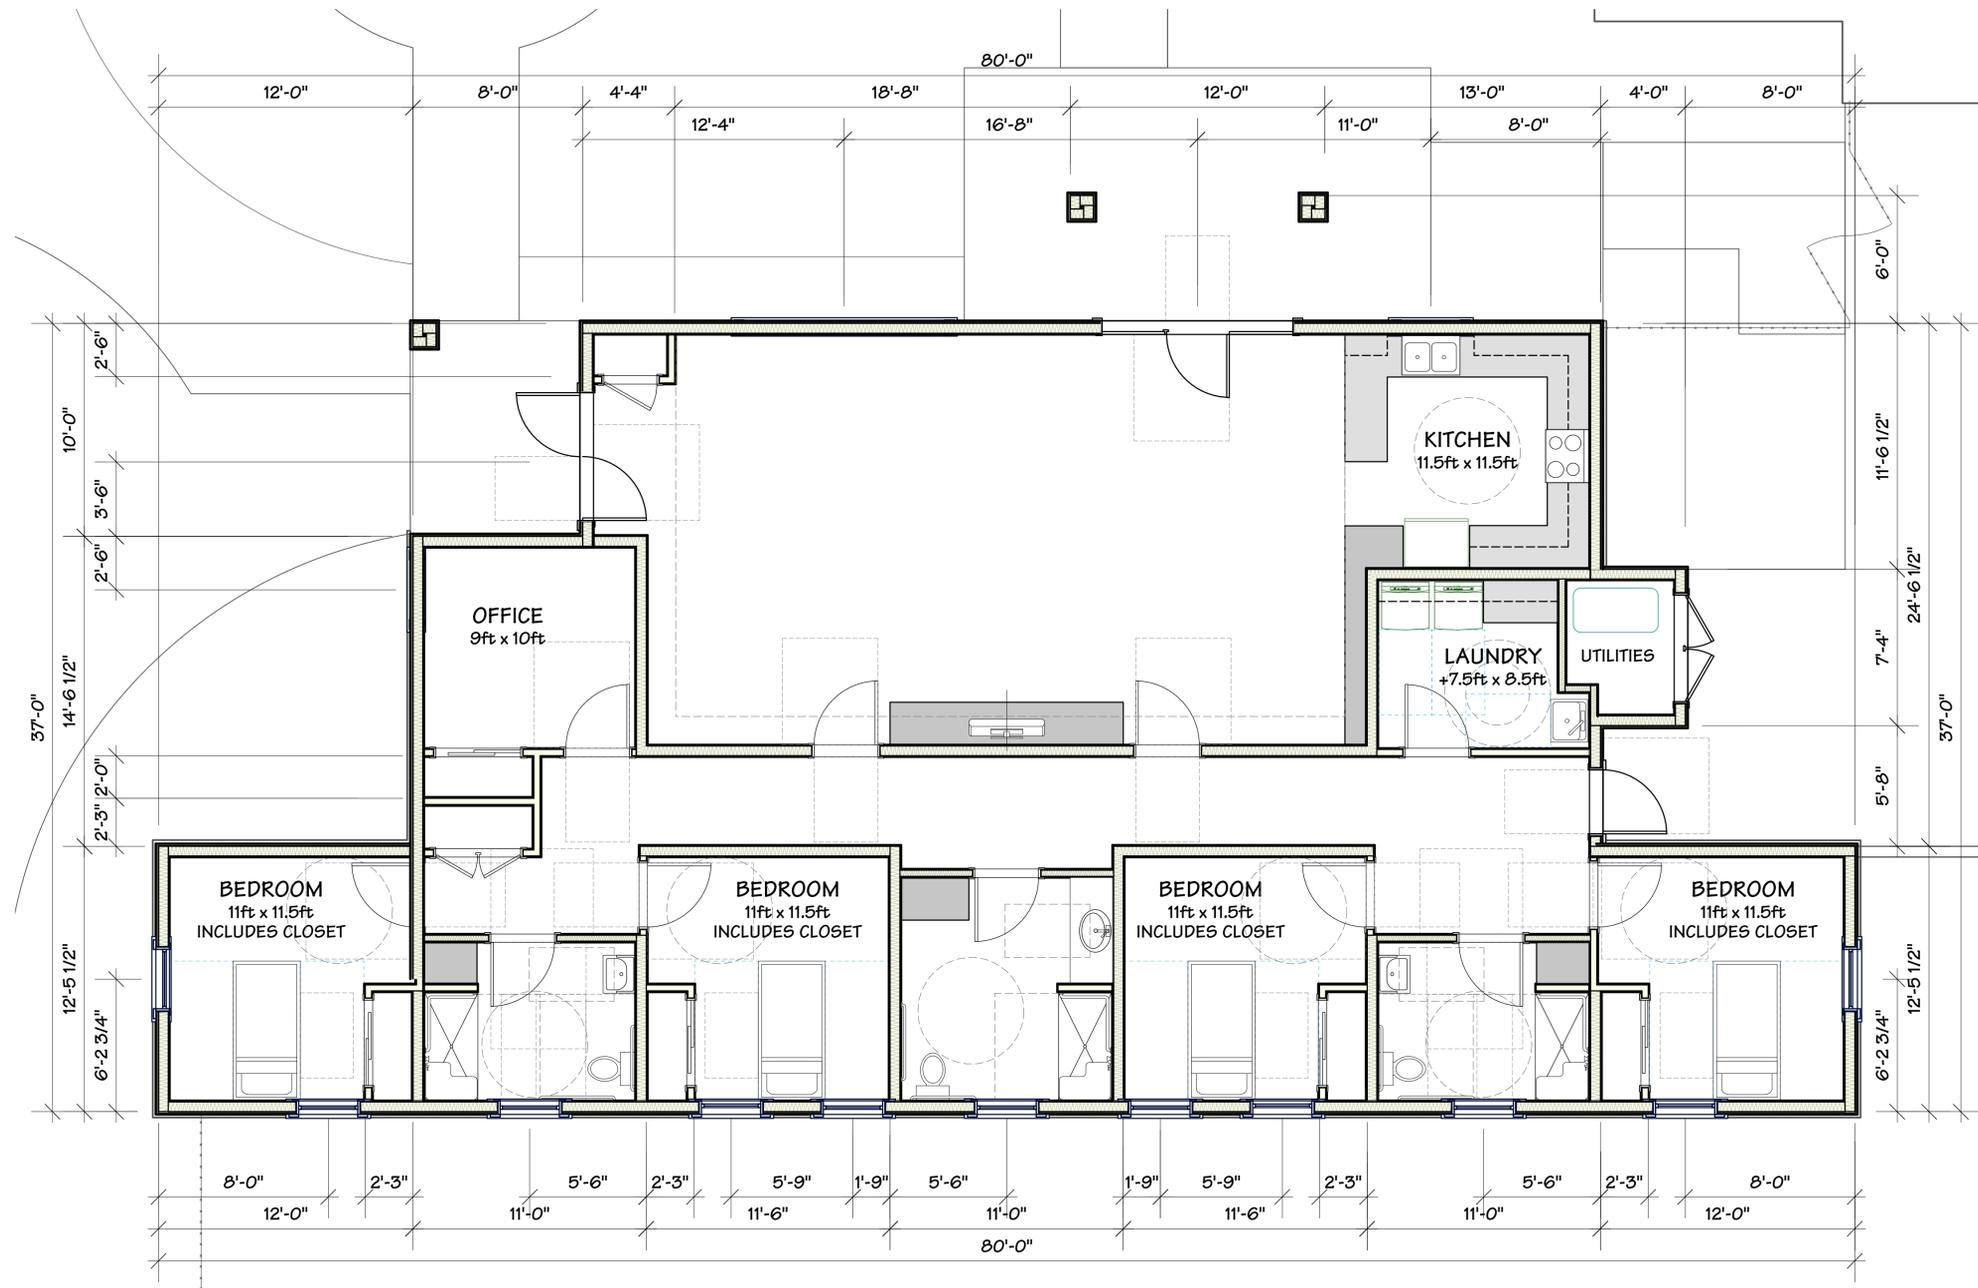 80'-0"
12'-0" 8'-0" 4'-4" 18'-8" 12'-0" 13'-0" 4'-0" 8'-0"
12'-4" 16'-8" 11'-0" 8'-0"
37'-0"
10'-0"
14'-6 1/2"
12'-5 1/2"
2'-6"
3'-6"
2'-6"
2'-0"
2'-3"
6'-2 3/4"
KITCHEN
11.5ft x 11.5ft
OFFICE
9ft x 10ft
LAUNDRY
+7.5ft x 8.5ft
UTILITIES
BEDROOM
11ft x 11.5ft
INCLUDES CLOSET
BEDROOM
11ft x 11.5ft
INCLUDES CLOSET
BEDROOM
11ft x 11.5ft
INCLUDES CLOSET
BEDROOM
11ft x 11.5ft
INCLUDES CLOSET
6'-0"
11'-6 1/2"
7'-4"
5'-8"
6'-2 3/4"
24'-6 1/2"
12'-5 1/2"
37'-0"
8'-0" 2'-3" 5'-6" 2'-3" 5'-9" 1'-9" 5'-6" 1'-9" 5'-9" 2'-3" 5'-6" 2'-3" 8'-0"
12'-0" 11'-0" 11'-6" 11'-0" 11'-6" 11'-0" 12'-0"
80'-0"